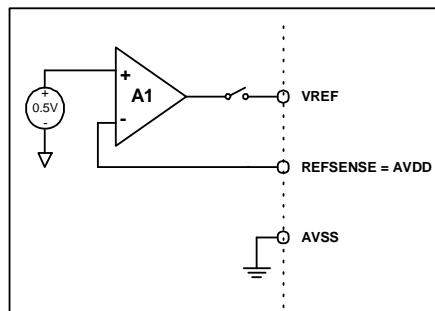 +
A1
-
+
0.5V
-
VREF
REFSENSE = AVDD
AVSS